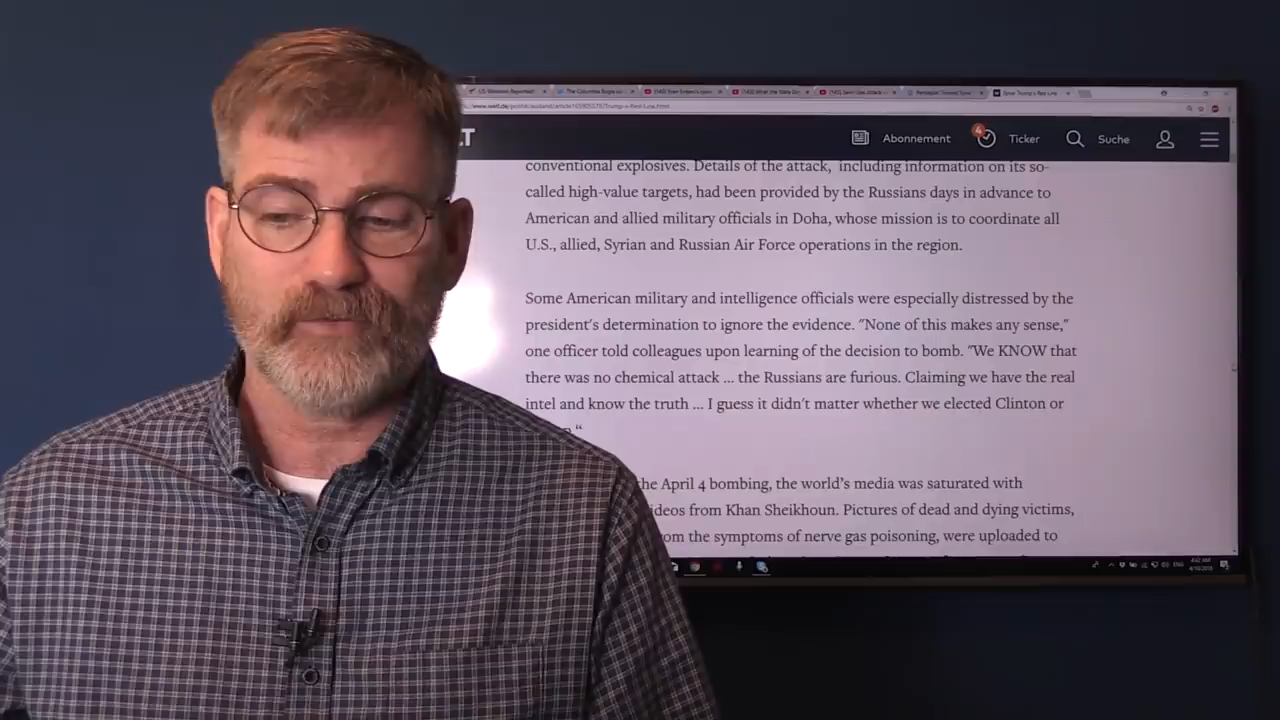 T
Abonnement
4
Ticker
Suche
conventional explosives. Details of the attack, including information on its so-
called high-value targets, had been provided by the Russians days in advance to
American and allied military officials in Doha, whose mission is to coordinate all
U.S., allied, Syrian and Russian Air Force operations in the region.
Some American military and intelligence officials were especially distressed by the
president's determination to ignore the evidence. "None of this makes any sense,"
one officer told colleagues upon learning of the decision to bomb. "We KNOW that
there was no chemical attack ... the Russians are furious. Claiming we have the real
intel and know the truth ... I guess it didn't matter whether we elected Clinton or
“
he April 4 bombing, the world's media was saturated with
ideos from Khan Sheikhoun. Pictures of dead and dying victims,
om the symptoms of nerve gas poisoning, were uploaded to